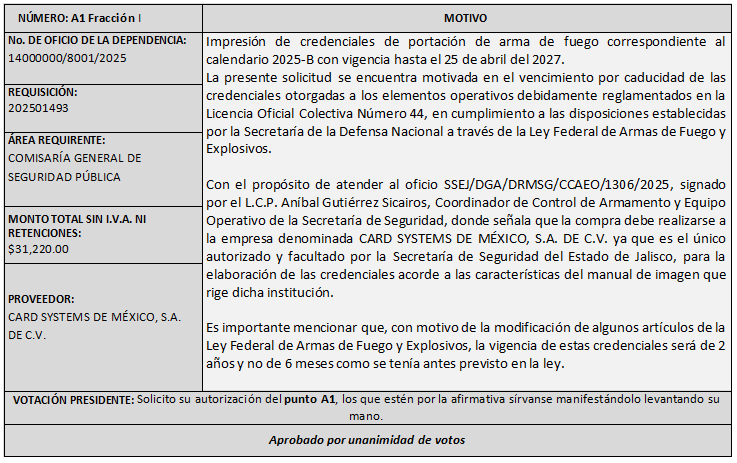 NÚMERO: A1 Fracción I
MOTIVO
No. DE OFICIO DE LA DEPENDENCIA:
14000000/8001/2025
REQUISICIÓN:
202501493
ÁREA REQUIRENTE:
COMISARÍA GENERAL DE
SEGURIDAD PÚBLICA
MONTO TOTAL SIN I.V.A. NI
RETENCIONES:
$31,220.00
PROVEEDOR:
CARD SYSTEMS DE MÉXICO, S.A.
DE C.V.
Impresión de credenciales de portación de arma de fuego correspondiente al
calendario 2025-B con vigencia hasta el 25 de abril del 2027.
La presente solicitud se encuentra motivada en el vencimiento por caducidad de las
credenciales otorgadas a los elementos operativos debidamente reglamentados en la
Licencia Oficial Colectiva Número 44, en cumplimiento a las disposiciones establecidas
por la Secretaría de la Defensa Nacional a través de la Ley Federal de Armas de Fuego y
Explosivos.
Con el propósito de atender al oficio SSEJ/DGA/DRMSG/CCAEO/1306/2025, signado
por el L.C.P. Aníbal Gutiérrez Sicairos, Coordinador de Control de Armamento y Equipo
Operativo de la Secretaría de Seguridad, donde señala que la compra debe realizarse a
la empresa denominada CARD SYSTEMS DE MÉXICO, S.A. DE C.V. ya que es el único
autorizado y facultado por la Secretaría de Seguridad del Estado de Jalisco, para la
elaboración de las credenciales acorde a las características del manual de imagen que
rige dicha institución.
Es importante mencionar que, con motivo de la modificación de algunos artículos de la
Ley Federal de Armas de Fuego y Explosivos, la vigencia de estas credenciales será de 2
años y no de 6 meses como se tenía antes previsto en la ley.
VOTACIÓN PRESIDENTE: Solicito su autorización del punto A1, los que estén por la afirmativa sírvanse manifestándolo levantando su
mano.
Aprobado por unanimidad de votos